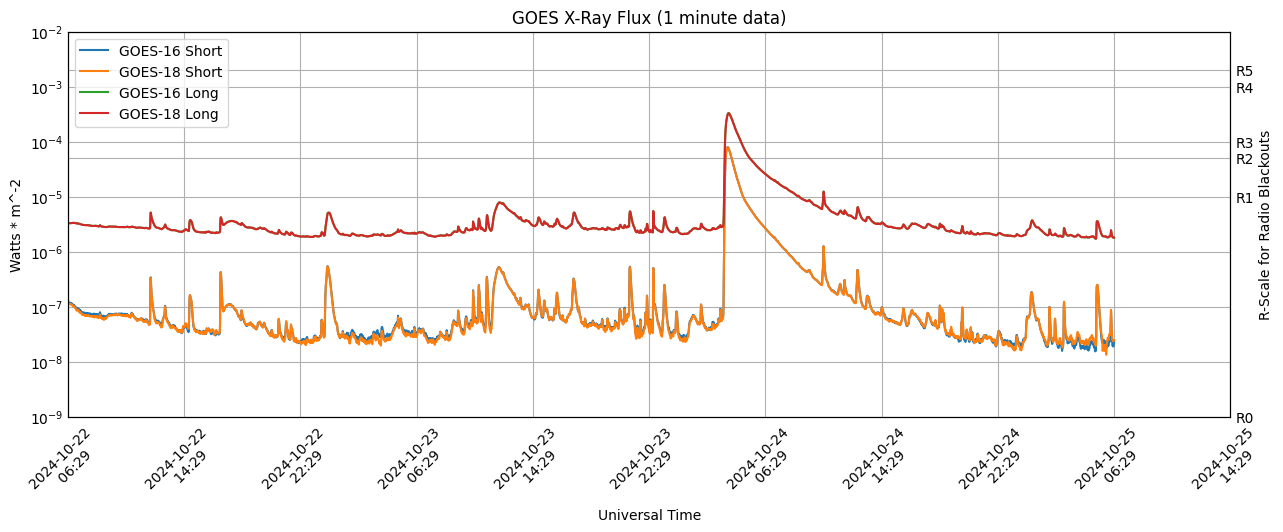 GOES X-Ray Flux (1 minute data)
GOES-16 Short
GOES-18 Short
GOES-16 Long
GOES-18 Long
10^-2
10^-3
10^-4
10^-5
10^-6
10^-7
10^-8
10^-9
Watts * m^-2
R5
R4
R3
R2
R1
R0
R-Scale for Radio Blackouts
2024-10-22
06:29
2024-10-22
14:29
2024-10-22
22:29
2024-10-23
06:29
2024-10-23
14:29
2024-10-23
22:29
2024-10-24
06:29
2024-10-24
14:29
2024-10-24
22:29
2024-10-25
06:29
2024-10-25
14:29
Universal Time